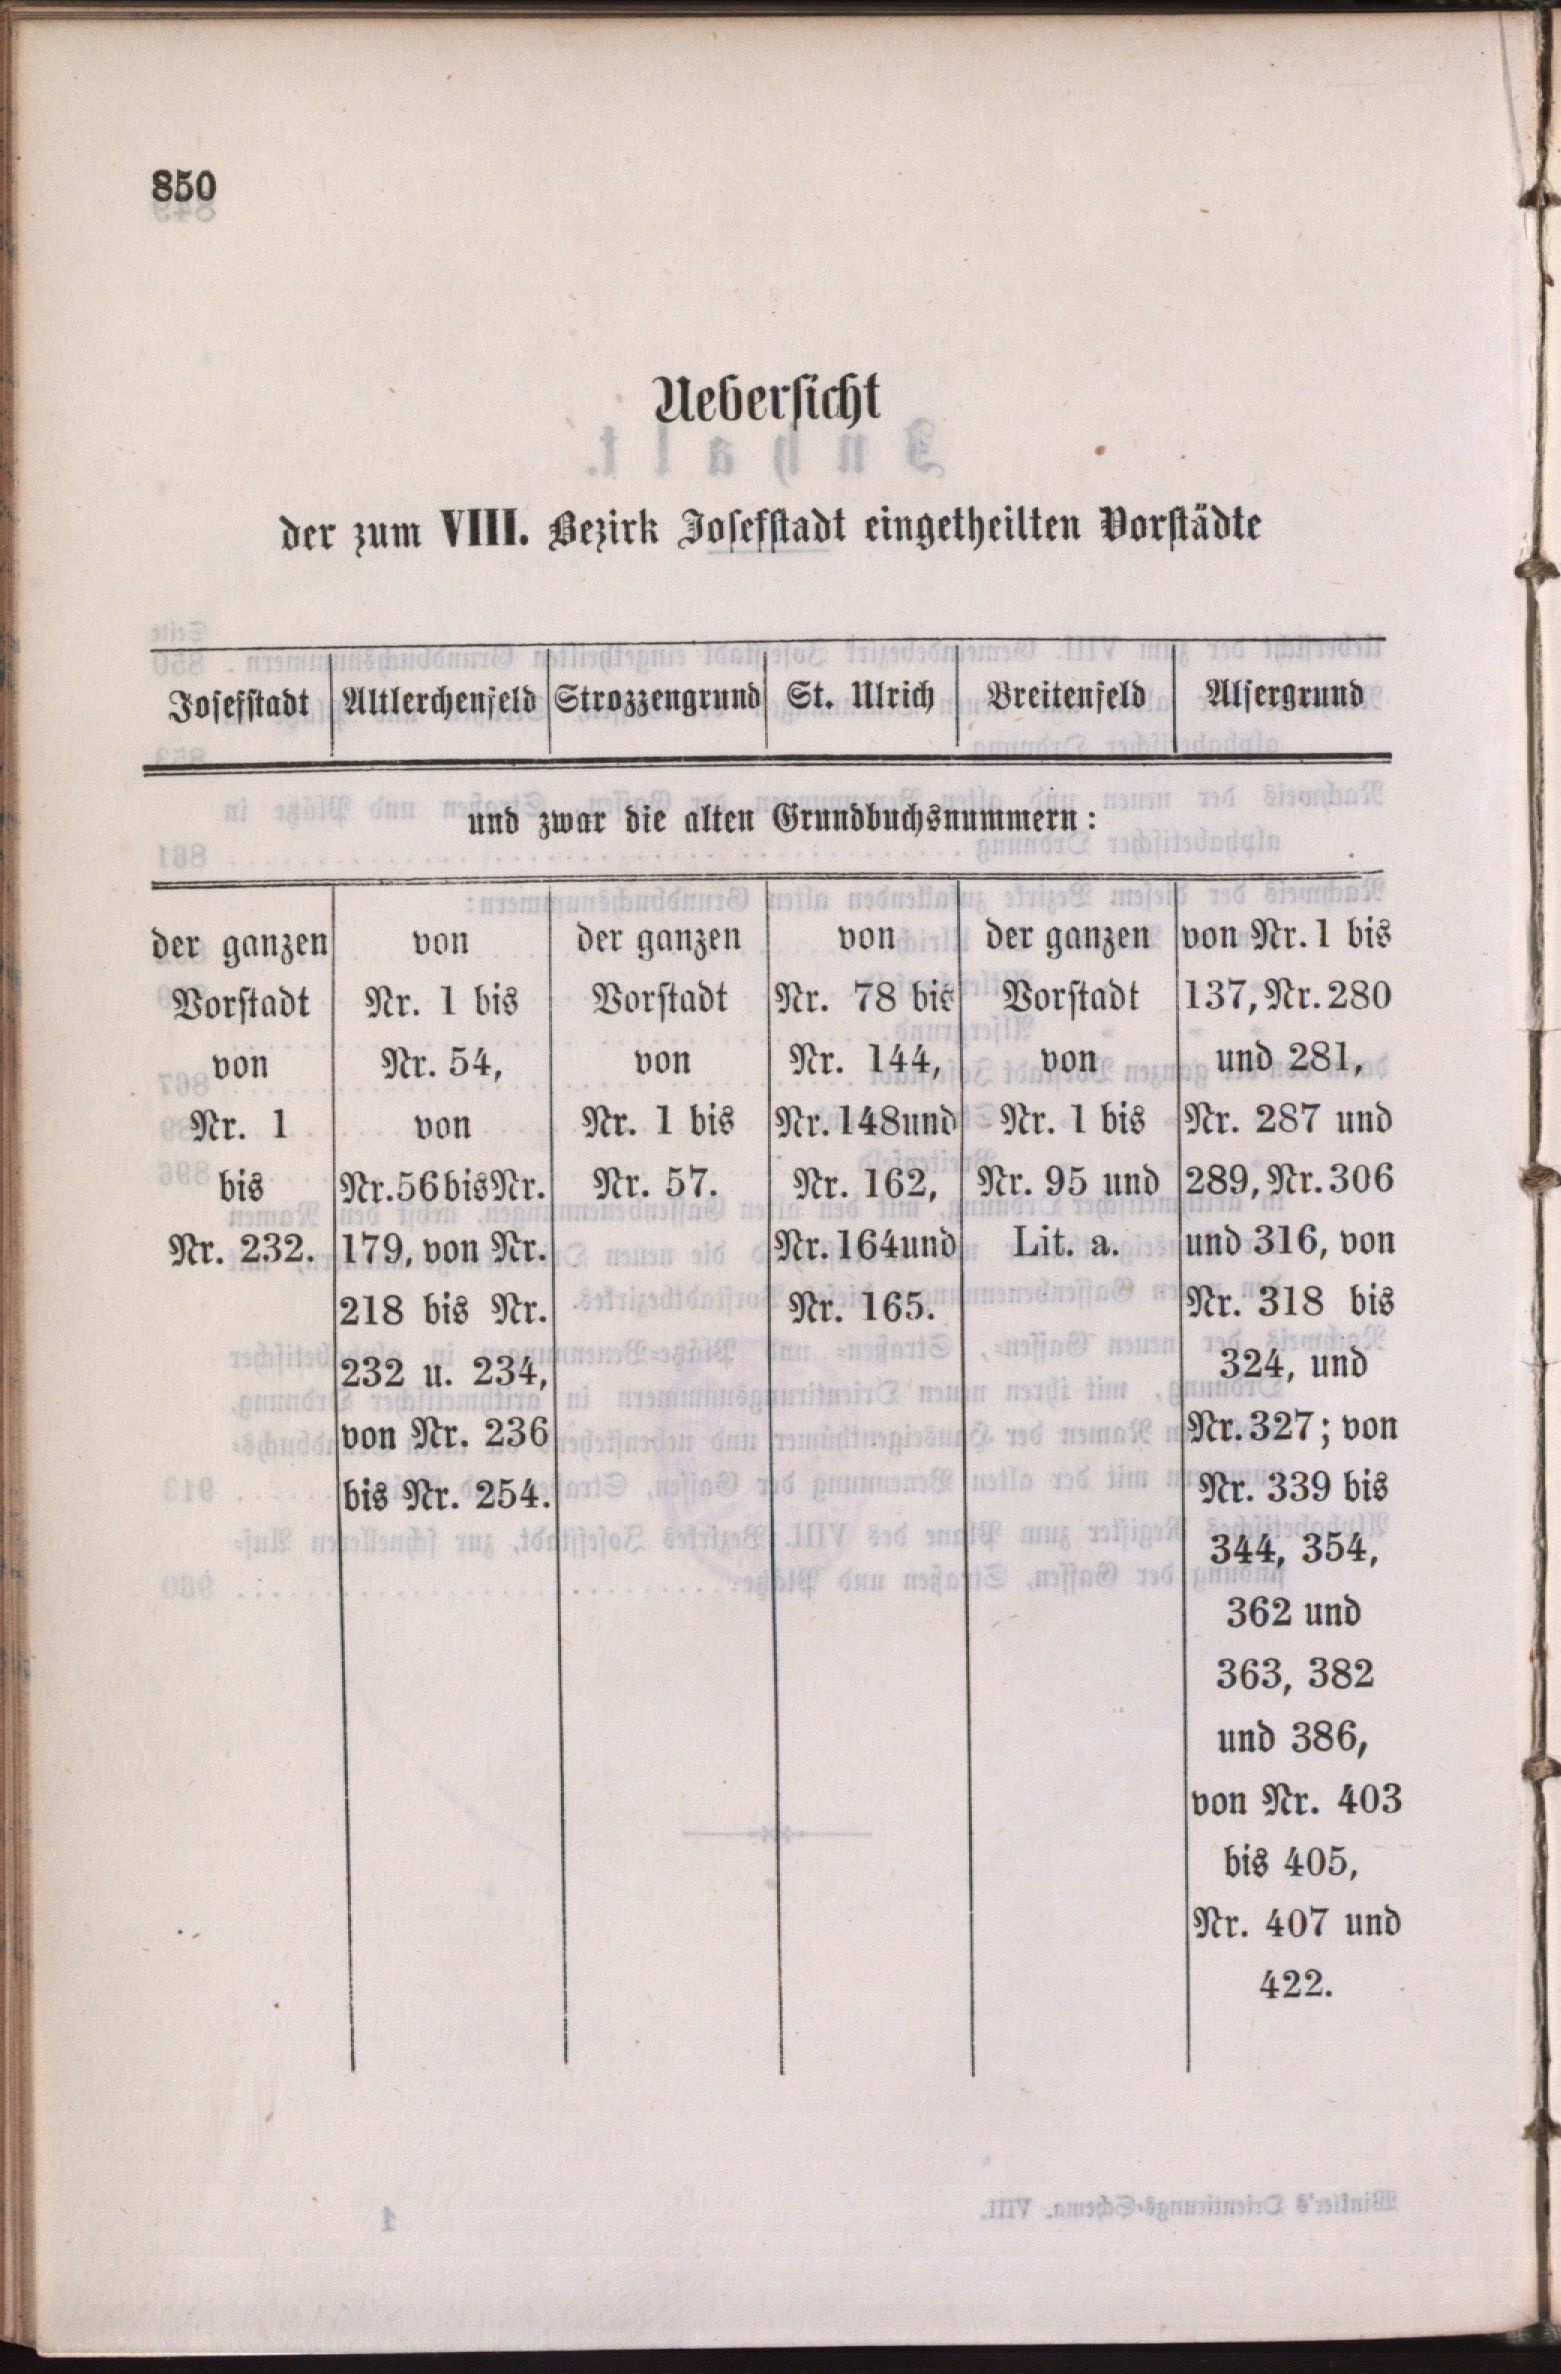 850
Uebersicht
der zum VIII. Bezirk Josefstadt eingetheilten Vorstädte
Josefstadt
Altlerchenfeld
Strozzengrund
St. Ulrich
Breitenfeld
Alsergrund
und zwar die alten Grundbuchsnummern:
der ganzen
Vorstadt
von
Nr. 1
bis
Nr. 232.
von
Nr. 1 bis
Nr. 54,
von
Nr. 56 bis Nr.
179, von Nr.
218 bis Nr.
232 u. 234,
von Nr. 236
bis Nr. 254.
der ganzen
Vorstadt
von
Nr. 1 bis
Nr. 57.
von
Nr. 78 bis
Nr. 144,
Nr. 148 und
Nr. 162,
Nr. 164 und
Nr. 165.
der ganzen
Vorstadt
von
Nr. 1 bis
Nr. 95 und
Lit. a.
von Nr. 1 bis
137, Nr. 280
und 281,
Nr. 287 und
289, Nr. 306
und 316, von
Nr. 318 bis
324, und
Nr. 327; von
Nr. 339 bis
344, 354,
362 und
363, 382
und 386,
von Nr. 403
bis 405,
Nr. 407 und
422.